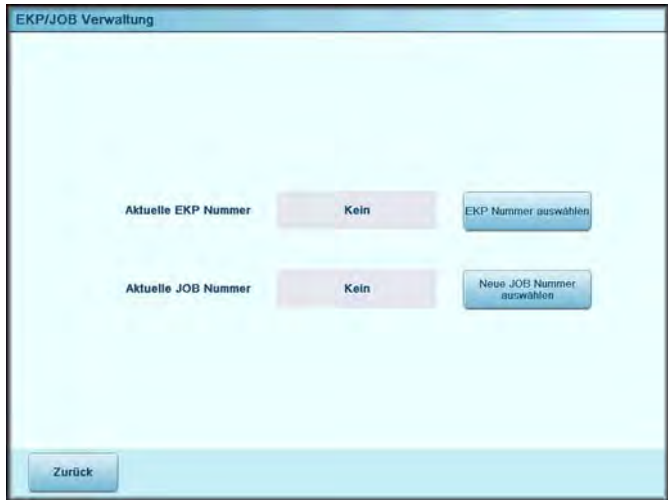 EKP/JOB Verwaltung
Aktuelle EKP Nummer
Kein
EKP Nummer auswählen
Aktuelle JOB Nummer
Kein
Neue JOB Nummer
auswählen
Zurück